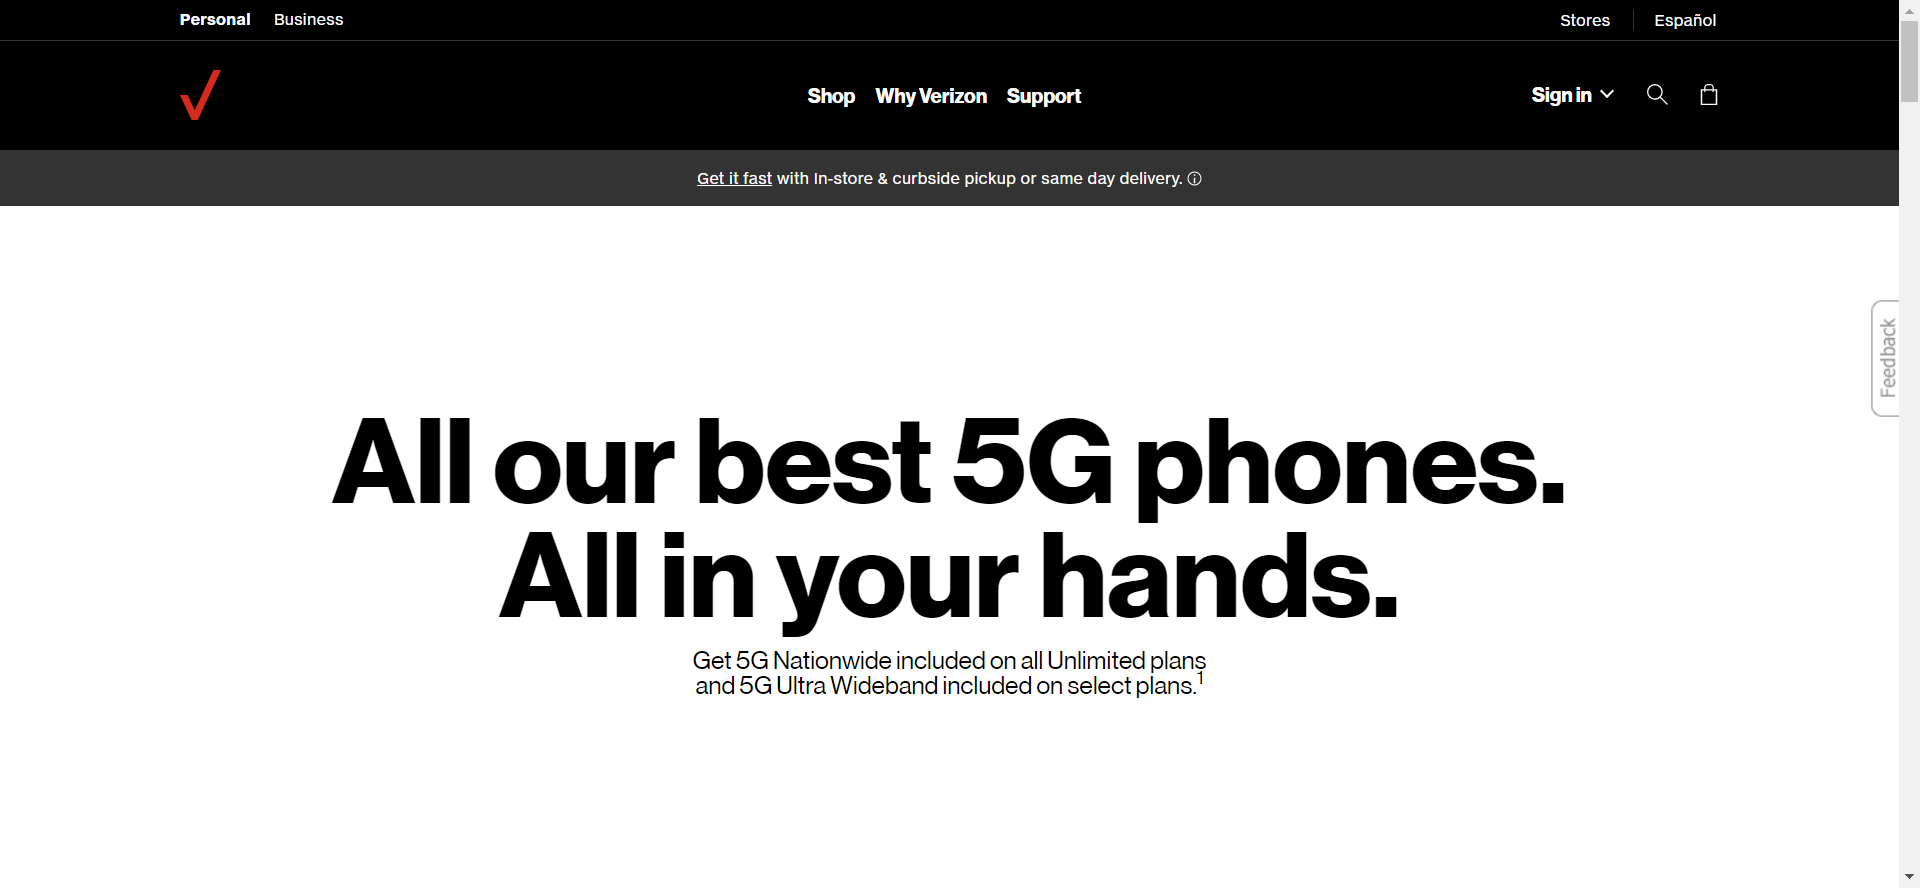 Personal Business Stores Español
Shop Why Verizon Support Sign in
Get it fast with In-store & curbside pickup or same day delivery.
Feedback
All our best 5G phones.
All in your hands.
Get 5G Nationwide included on all Unlimited plans
and 5G Ultra Wideband included on select plans.1